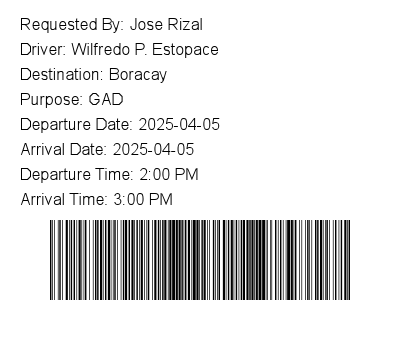 Requested By: Jose Rizal
Driver: Wilfredo P. Estopace
Destination: Boracay
Purpose: GAD
Departure Date: 2025-04-05
Arrival Date: 2025-04-05
Departure Time: 2:00 PM
Arrival Time: 3:00 PM